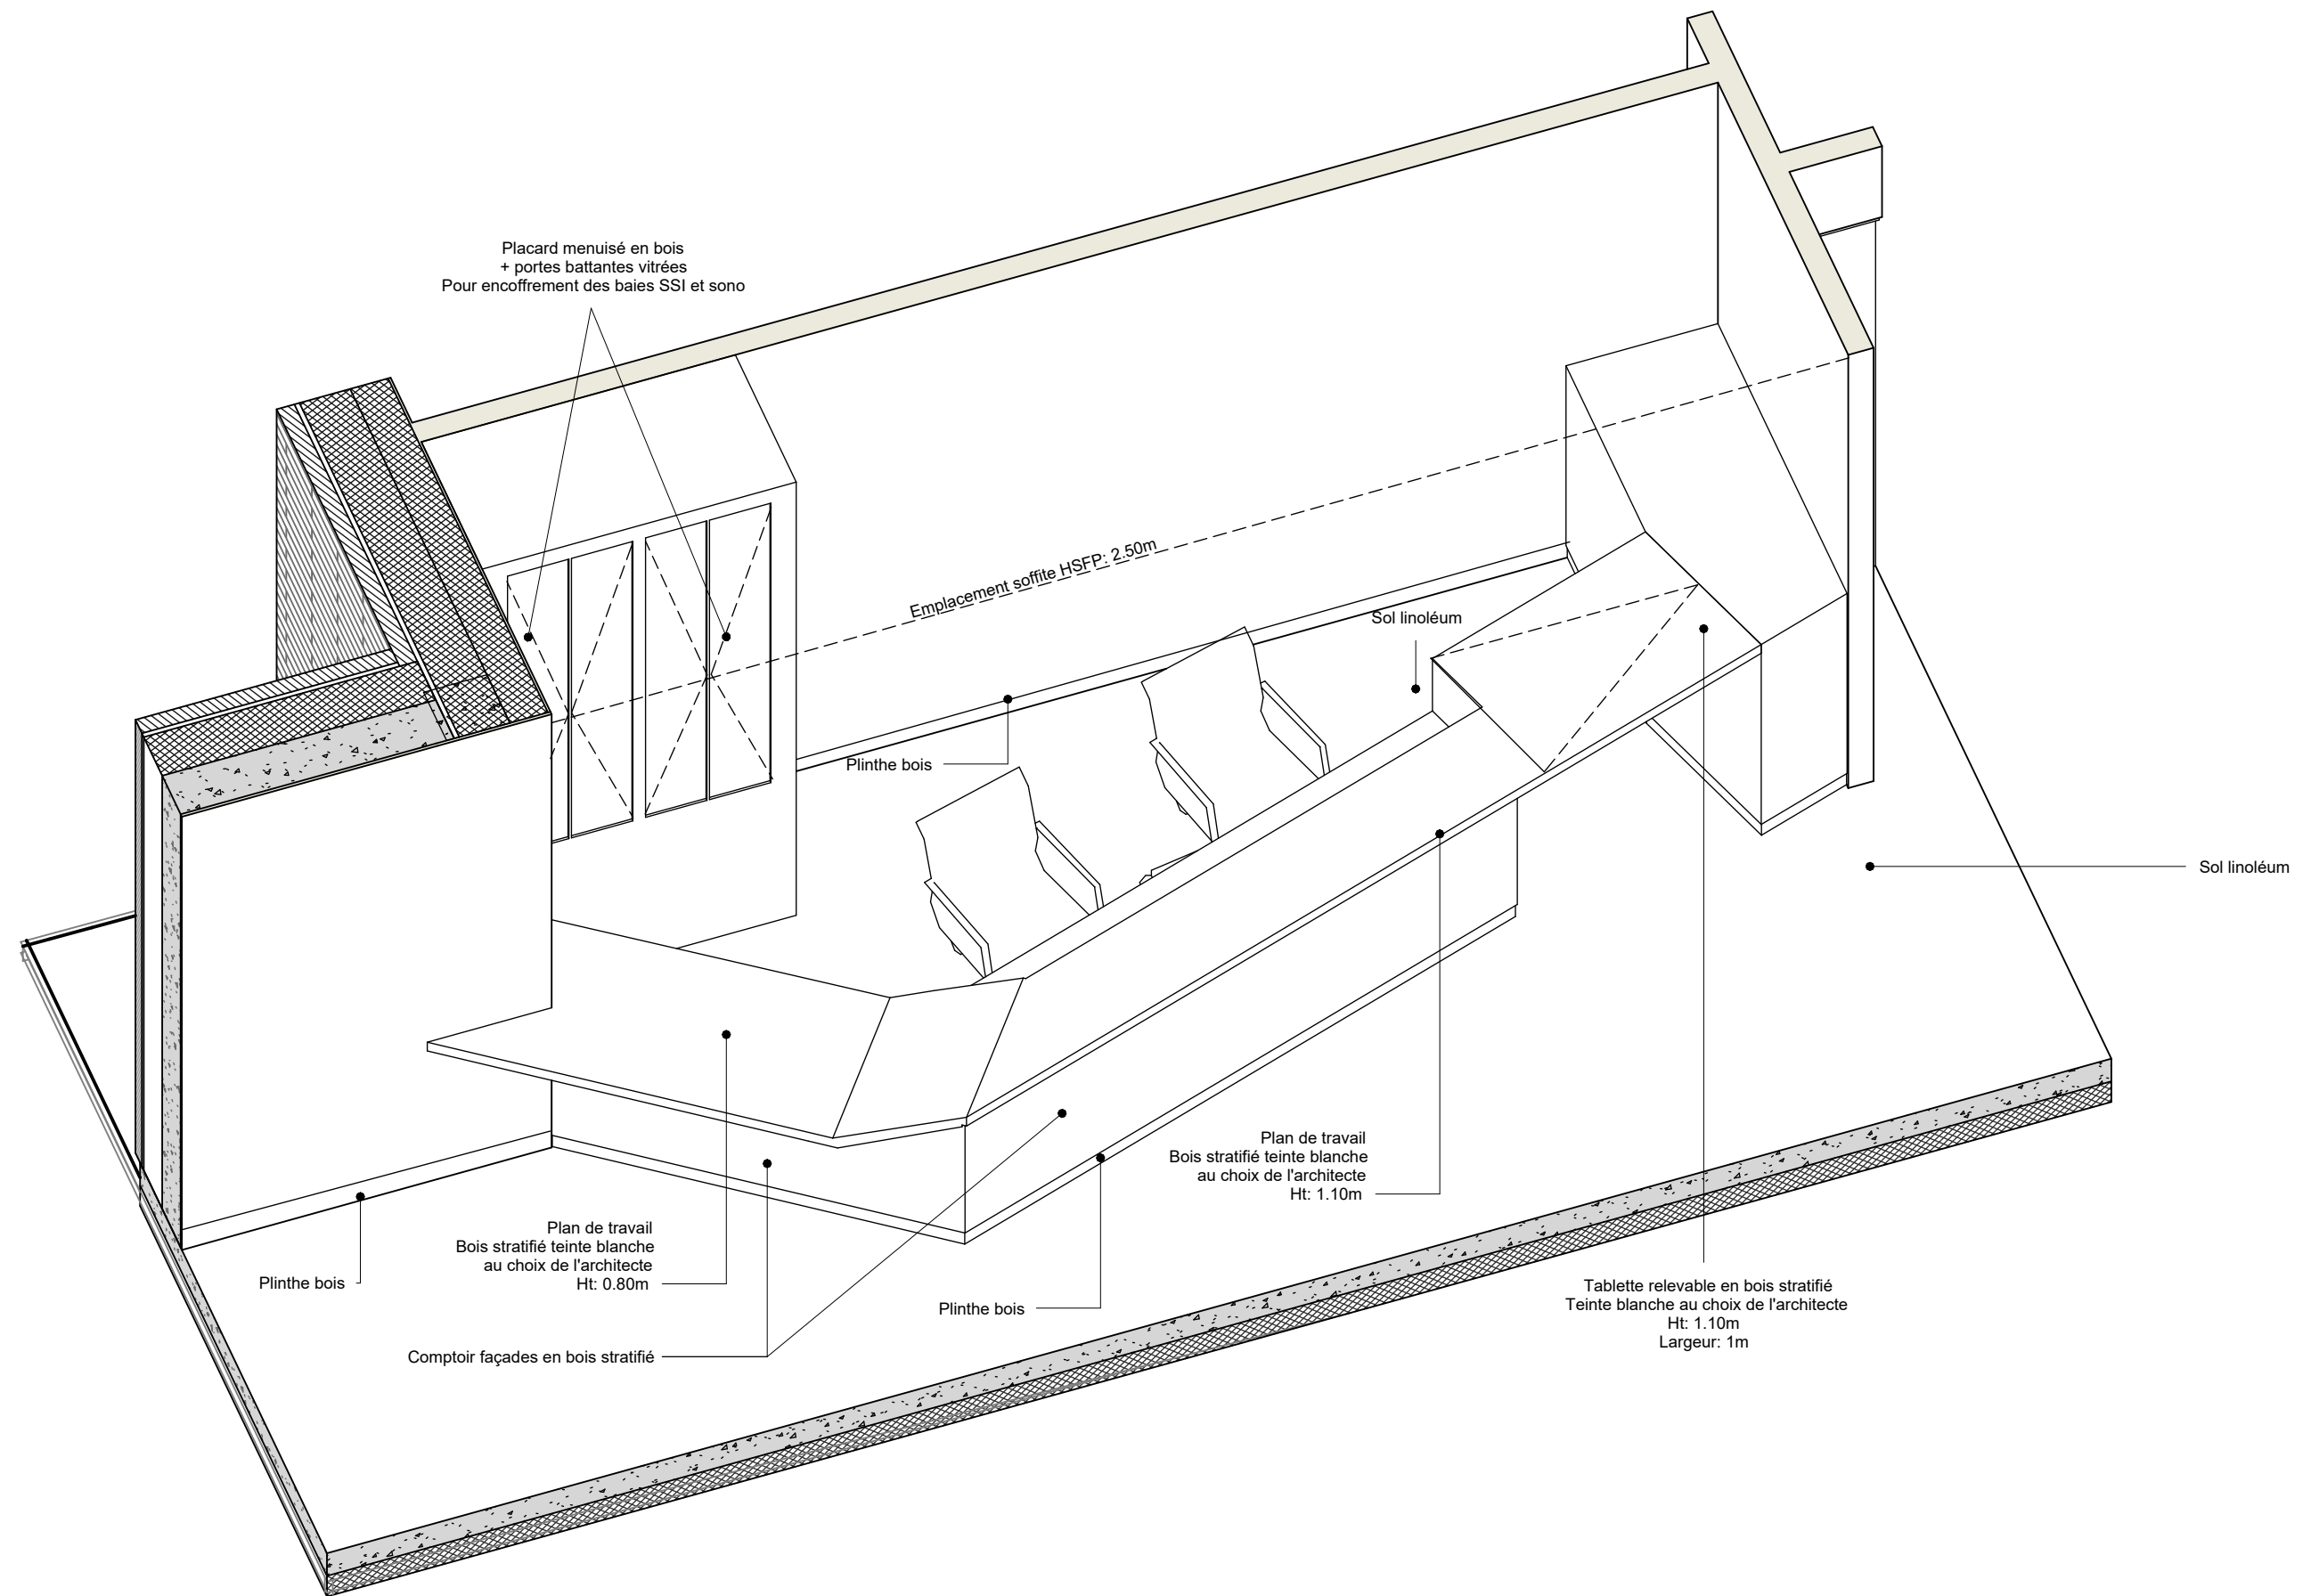 Placard menuisé en bois
+ portes battantes vitrées
Pour encoffrement des baies SSI et sono
Emplacement soffite HSFP: 2.50m
Sol linoléum
Plinthe bois
Sol linoléum
Plan de travail
Bois stratifié teinte blanche
au choix de l'architecte
Ht: 1.10m
Plan de travail
Bois stratifié teinte blanche
au choix de l'architecte
Ht: 0.80m
Plinthe bois
Plinthe bois
Tablette relevable en bois stratifié
Teinte blanche au choix de l'architecte
Ht: 1.10m
Largeur: 1m
Comptoir façades en bois stratifié